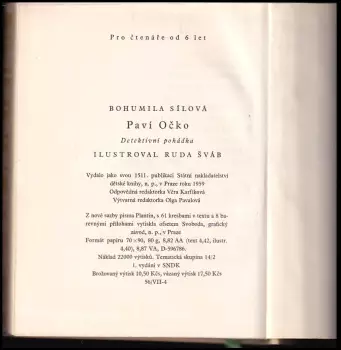 Pro čtenáře od 6 let
BOHUMILA SÍLOVÁ
Paví Očko
Detektivní pohádka
ILUSTROVAL RUDA ŠVÁB
Vydalo jako svou 1511. publikaci Státní nakladatelství
dětské knihy, n. p., v Praze roku 1959
Odpovědná redaktorka Věra Karfíková
Výtvarná redaktorka Olga Pavalová
Z nové sazby písma Plantin, s 61 kresbami v textu a 8 ba-
revnými přílohami vytiskla ofsetem Svoboda, grafický
závod, n. p., v Praze
Formát papíru 70×90, 80 g, 8,82 AA (text 4,42, ilustr.
4,40), 8,87 VA, D-596786.
Náklad 22000 výtisků. Tematická skupina 14/2
1. vydání v SNDK
Brožovaný výtisk 10,50 Kčs, vázaný výtisk 17,50 Kčs
56/VII-4